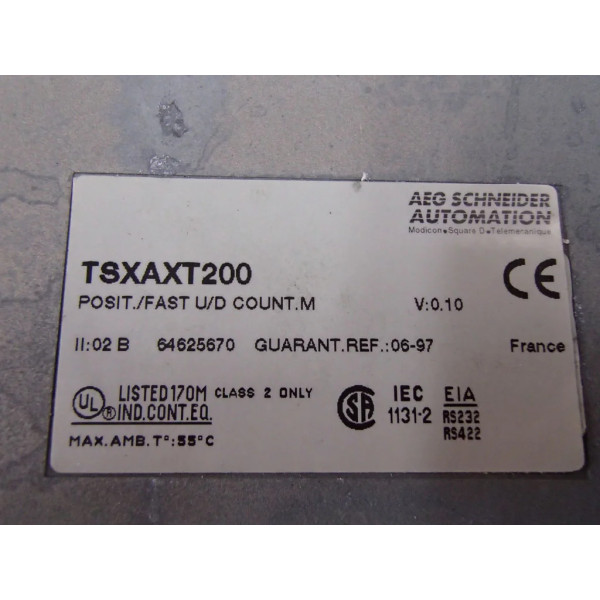 AEG SCHNEIDER
AUTOMATION
Modicon•Square D•Telemecanique
TSXAXT200
CE
POSIT./FAST U/D COUNT.M V:0.10
II:02 B 64625670 GUARANT.REF.:06-97 France
UL ® LISTED 170M CLASS 2 ONLY
IND.CONT.EQ.
SA IEC EIA
1131-2 RS232
RS422
MAX.AMB.T°:55°C